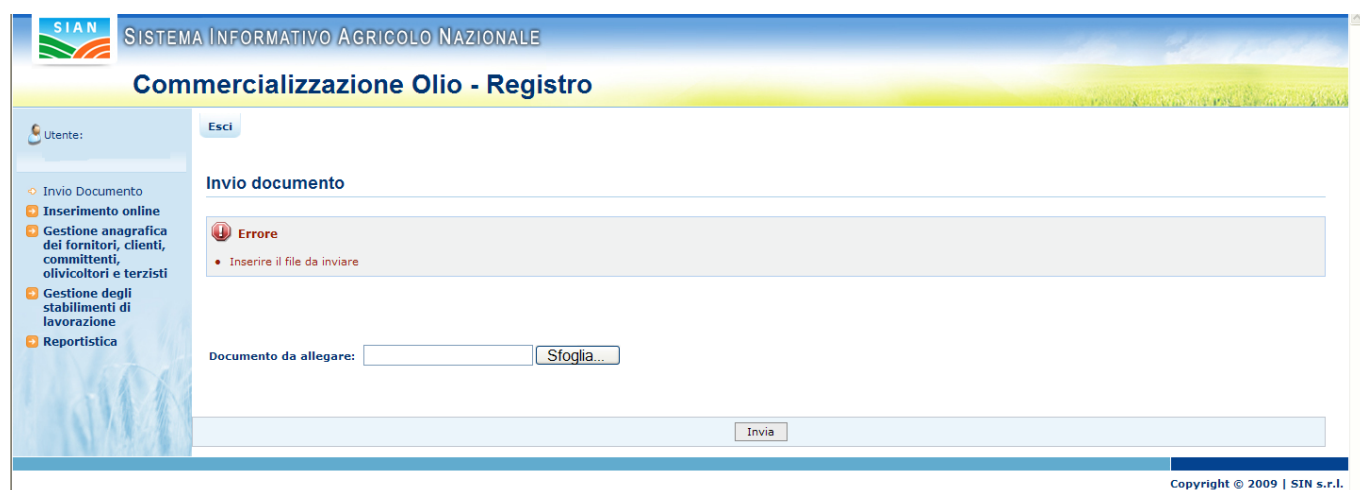 SIAN
SISTEMA INFORMATIVO AGRICOLO NAZIONALE
Commercializzazione Olio - Registro
Utente:
Esci
Invio Documento
Inserimento online
Gestione anagrafica
dei fornitori, clienti,
committenti,
olivicoltori e terzisti
Gestione degli
stabilimenti di
lavorazione
Reportistica
Invio documento
Errore
• Inserire il file da inviare
Documento da allegare:
Sfoglia...
Invia
Copyright © 2009 | SIN s.r.l.